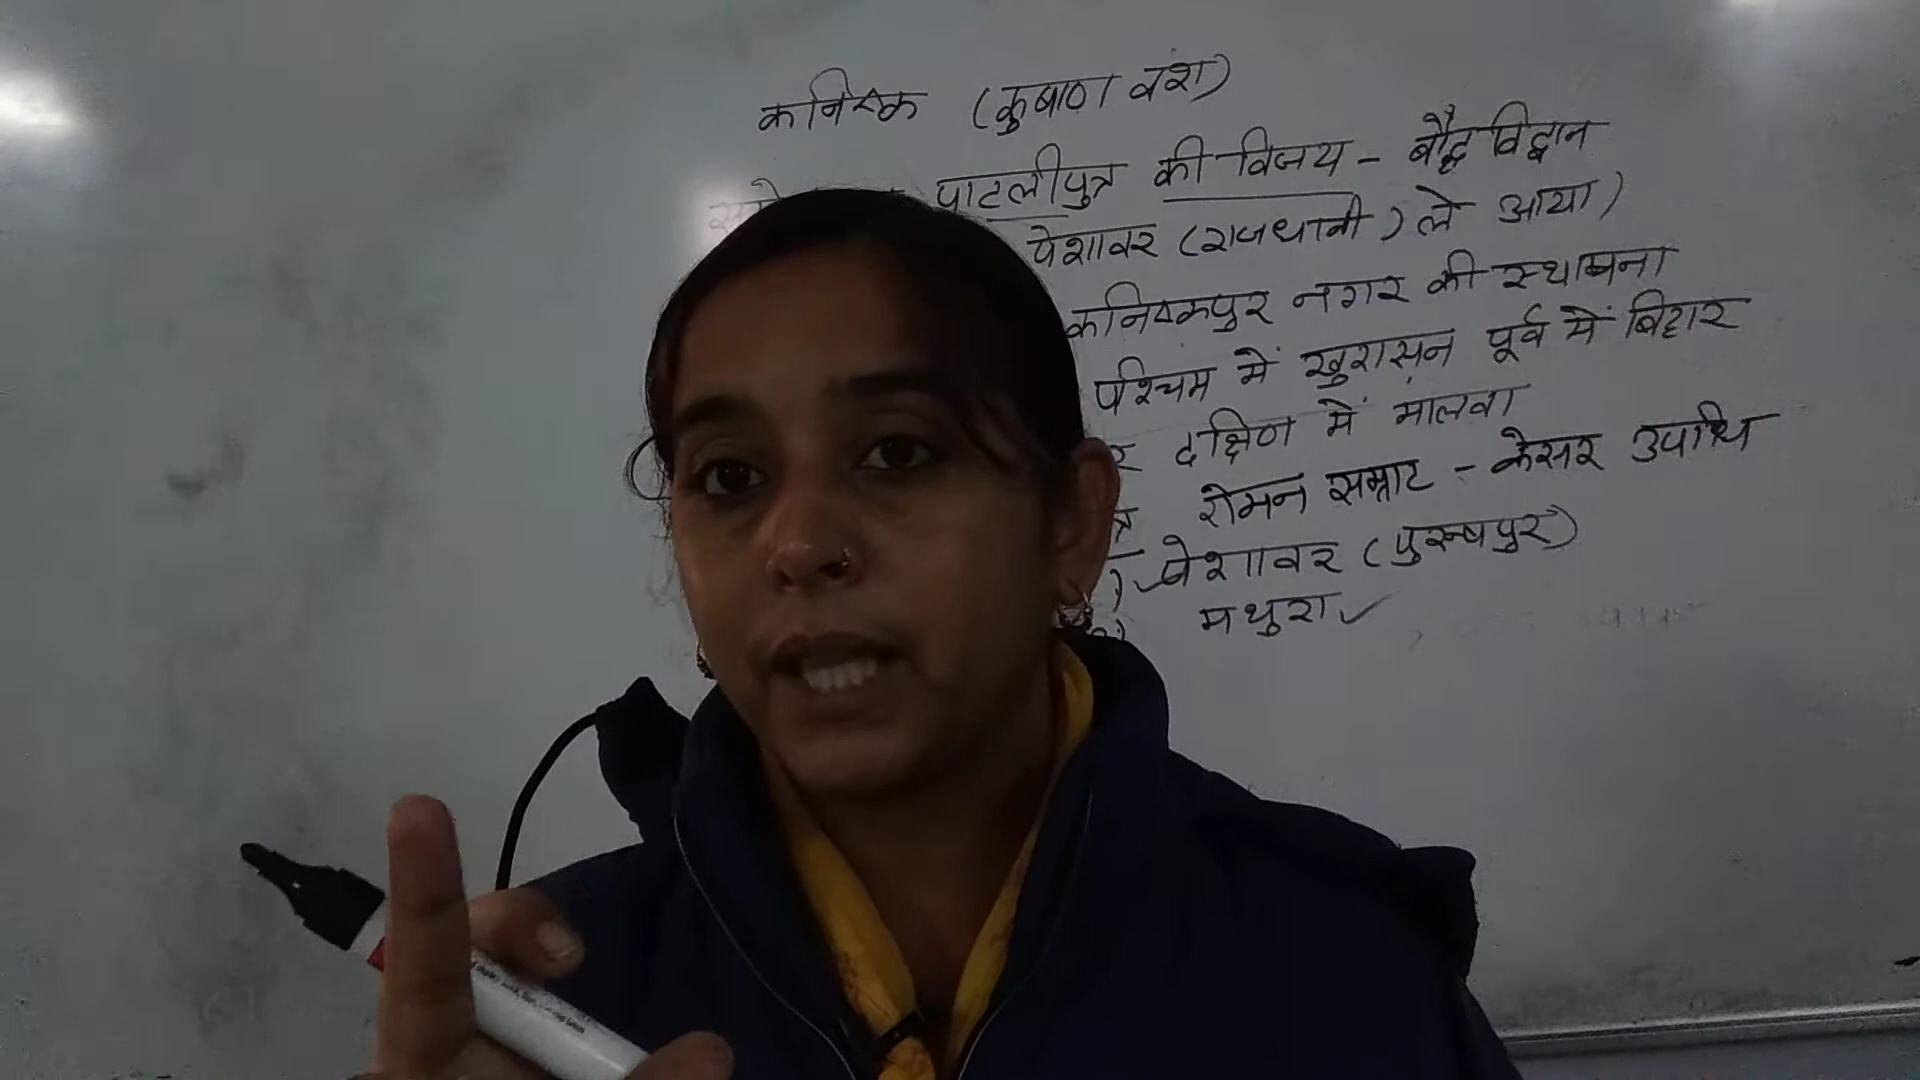 कनिष्क (कुषाण वंश)
पाटलीपुत्र की विजय - बौद्ध विद्वान
पेशावर (राजधानी) ले आया)
कनिष्कपुर नगर की स्थापना
पश्चिम में खुरासन पूर्व में बिहार
दक्षिण में मालवा
रोमन सम्राट - केसर उपाधि
पेशावर (पुरूषपुर)
मथुरा ✓